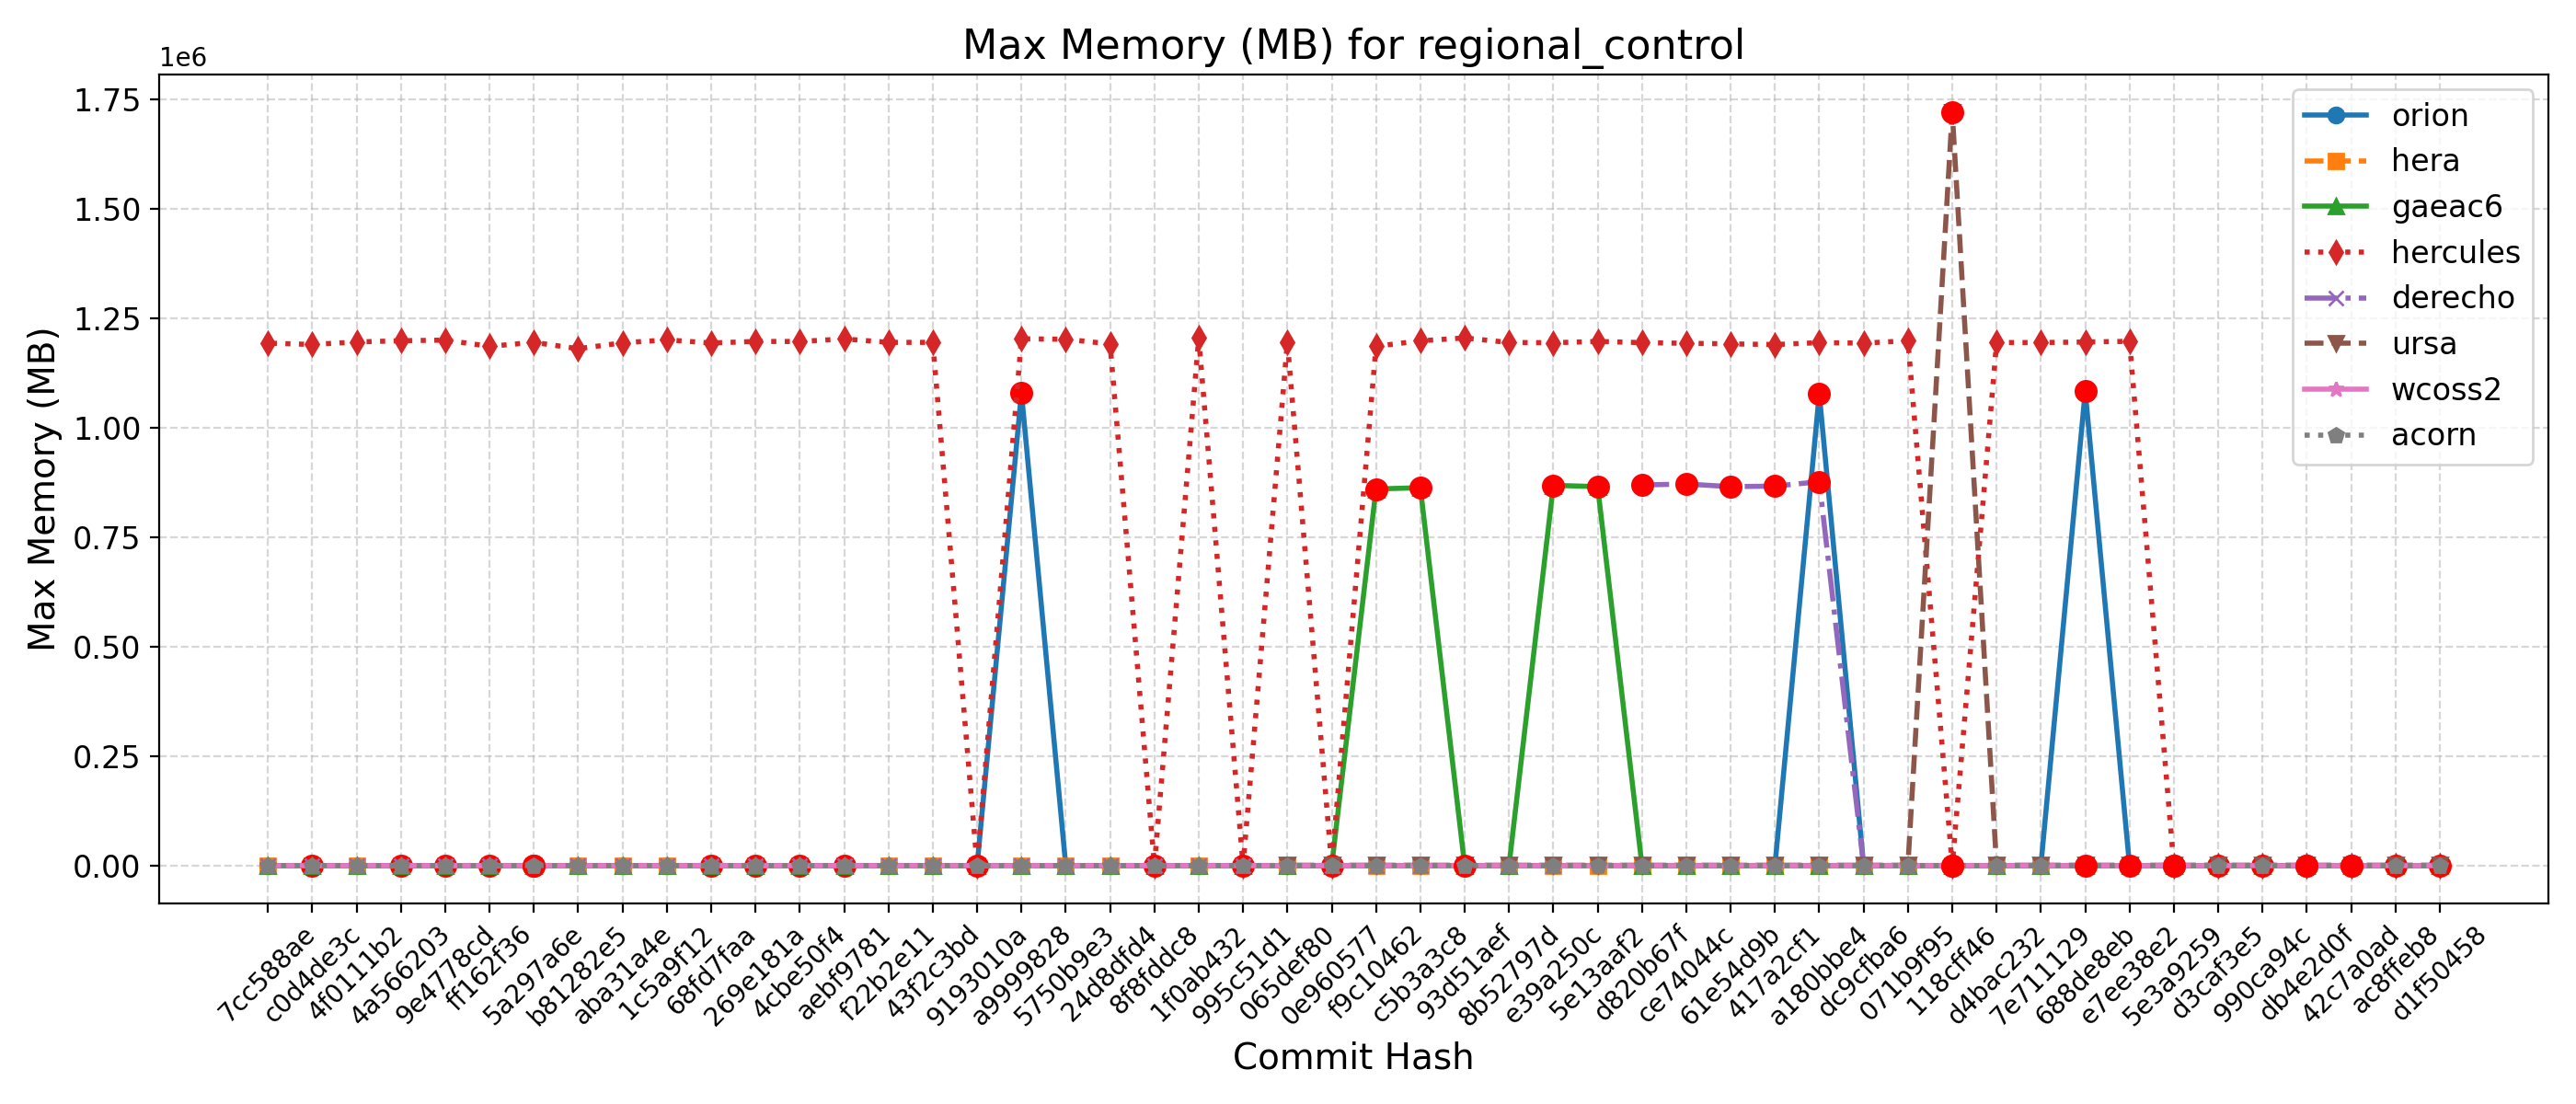 Max Memory (MB) for regional_control
1e6
1.75
1.50
1.25
1.00
0.75
0.50
0.25
0.00
Max Memory (MB)
orion
hera
gaeac6
hercules
derecho
ursa
wcoss2
acorn
7cc588ae
c0d4de3c
4f0111b2
4a566203
9e4778cd
ff162f36
5a297a6e
b81282e5
aba31a4e
1c5a9f12
68fd7faa
269e181a
4cbe50f4
aebf9781
f22b2e11
43f2c3bd
9193010a
a9999828
5750b9e3
24d8dfd4
8f8fddc8
1f0ab432
995c51d1
065def80
0e960577
f9c10462
c5b3a3c8
93d51aef
8b52797d
e39a250c
5e13aaf2
d820b67f
ce74044c
61e54d9b
417a2cf1
a180bbe4
dc9cfba6
071b9f95
118cff46
d4bac232
7e711129
688de8eb
e7ee38e2
5e3a9259
d3caf3e5
990ca94c
db4e2d0f
42c7a0ad
ac8ffeb8
d1f50458
Commit Hash